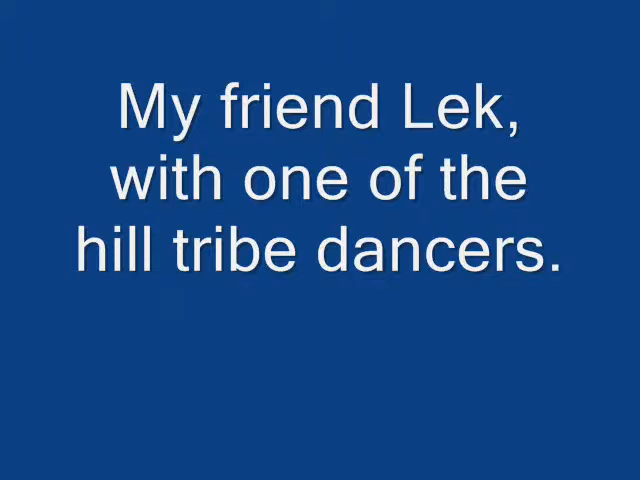 My friend Lek,
with one of the
hill tribe dancers.